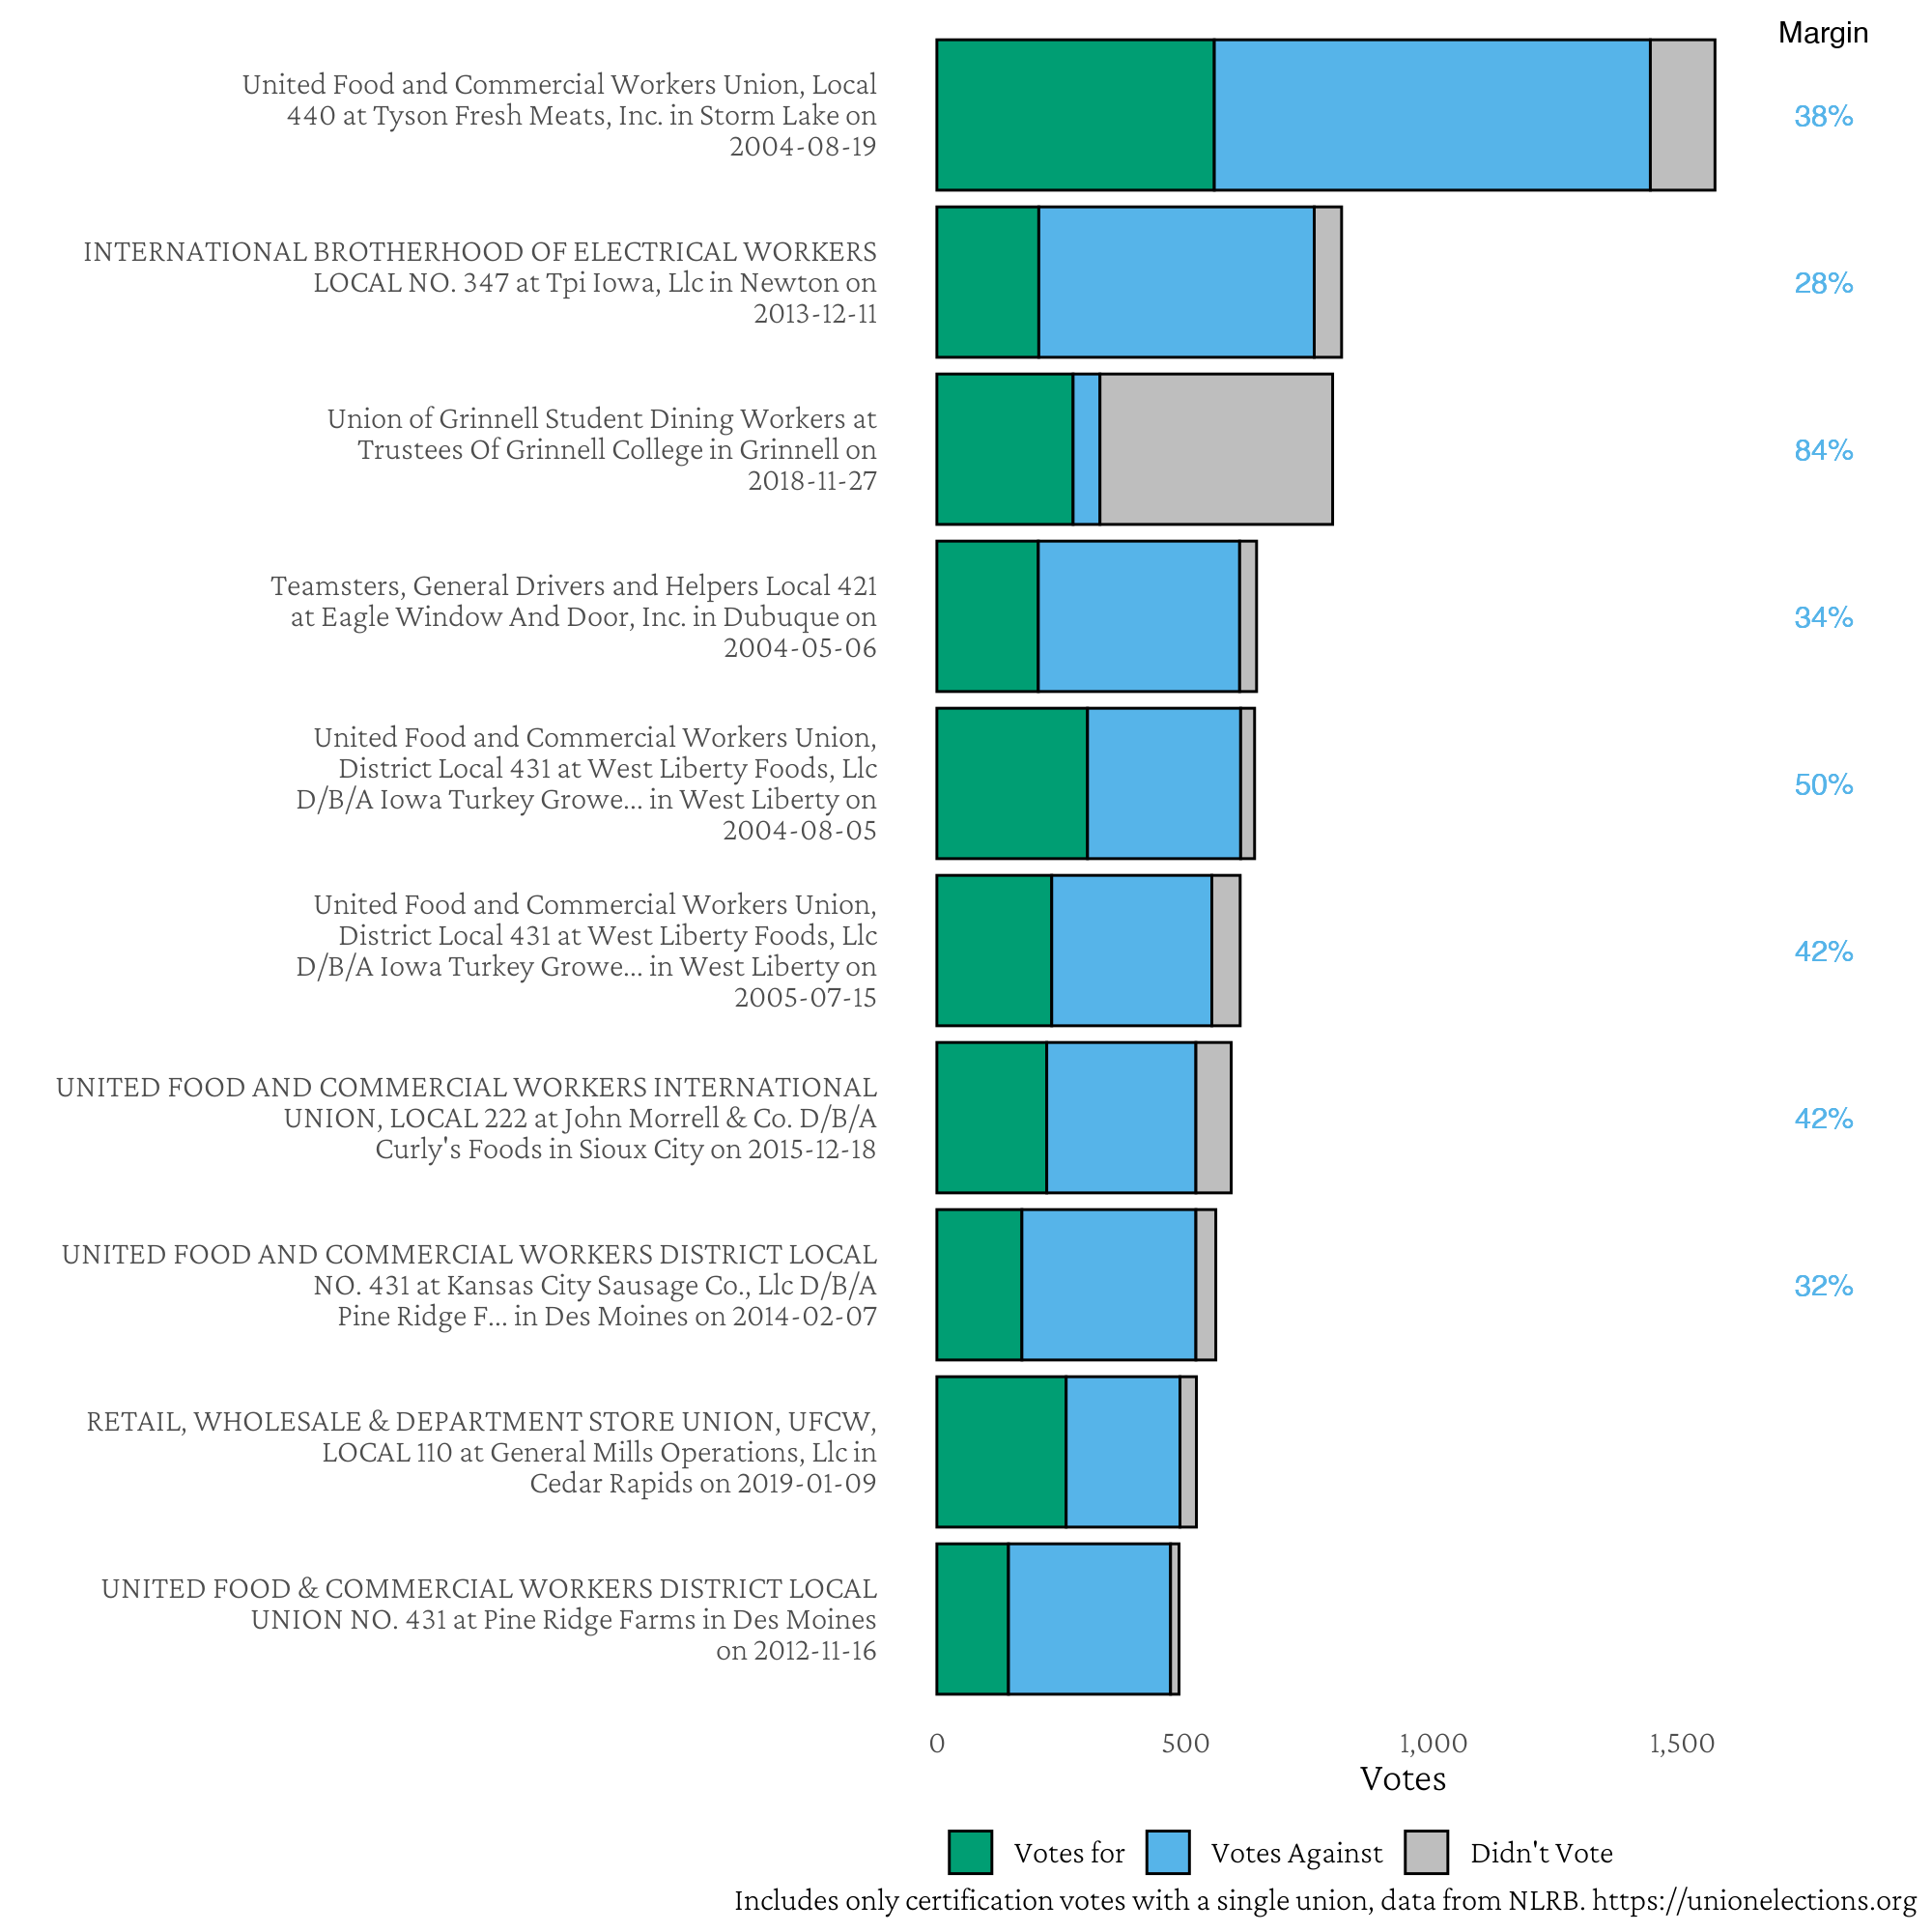 Margin
United Food and Commercial Workers Union, Local
440 at Tyson Fresh Meats, Inc. in Storm Lake on
2004-08-19
38%
INTERNATIONAL BROTHERHOOD OF ELECTRICAL WORKERS
LOCAL NO. 347 at Tpi Iowa, Llc in Newton on
2013-12-11
28%
Union of Grinnell Student Dining Workers at
Trustees Of Grinnell College in Grinnell on
2018-11-27
84%
Teamsters, General Drivers and Helpers Local 421
at Eagle Window And Door, Inc. in Dubuque on
2004-05-06
34%
United Food and Commercial Workers Union,
District Local 431 at West Liberty Foods, Llc
D/B/A Iowa Turkey Growe... in West Liberty on
2004-08-05
50%
United Food and Commercial Workers Union,
District Local 431 at West Liberty Foods, Llc
D/B/A Iowa Turkey Growe... in West Liberty on
2005-07-15
42%
UNITED FOOD AND COMMERCIAL WORKERS INTERNATIONAL
UNION, LOCAL 222 at John Morrell & Co. D/B/A
Curly's Foods in Sioux City on 2015-12-18
42%
UNITED FOOD AND COMMERCIAL WORKERS DISTRICT LOCAL
NO. 431 at Kansas City Sausage Co., Llc D/B/A
Pine Ridge F... in Des Moines on 2014-02-07
32%
RETAIL, WHOLESALE & DEPARTMENT STORE UNION, UFCW,
LOCAL 110 at General Mills Operations, Llc in
Cedar Rapids on 2019-01-09
UNITED FOOD & COMMERCIAL WORKERS DISTRICT LOCAL
UNION NO. 431 at Pine Ridge Farms in Des Moines
on 2012-11-16
0 500 1,000 1,500
Votes
Votes for Votes Against Didn't Vote
Includes only certification votes with a single union, data from NLRB. https://unionelections.org